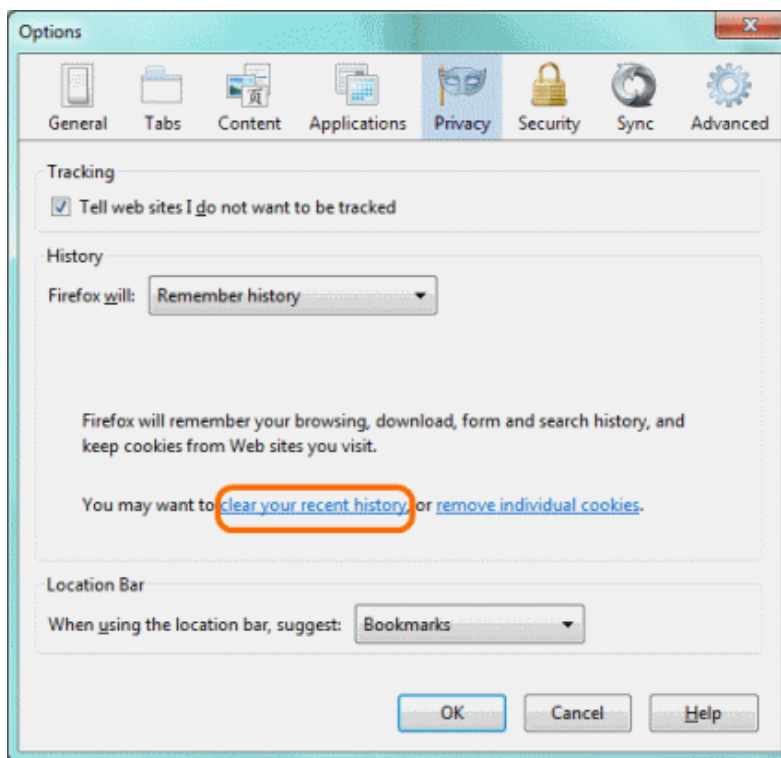 Options
General Tabs Content Applications Privacy Security Sync Advanced
Tracking
Tell web sites I do not want to be tracked
History
Firefox will: Remember history
Firefox will remember your browsing, download, form and search history, and
keep cookies from Web sites you visit.
You may want to clear your recent history, or remove individual cookies.
Location Bar
When using the location bar, suggest: Bookmarks
OK Cancel Help